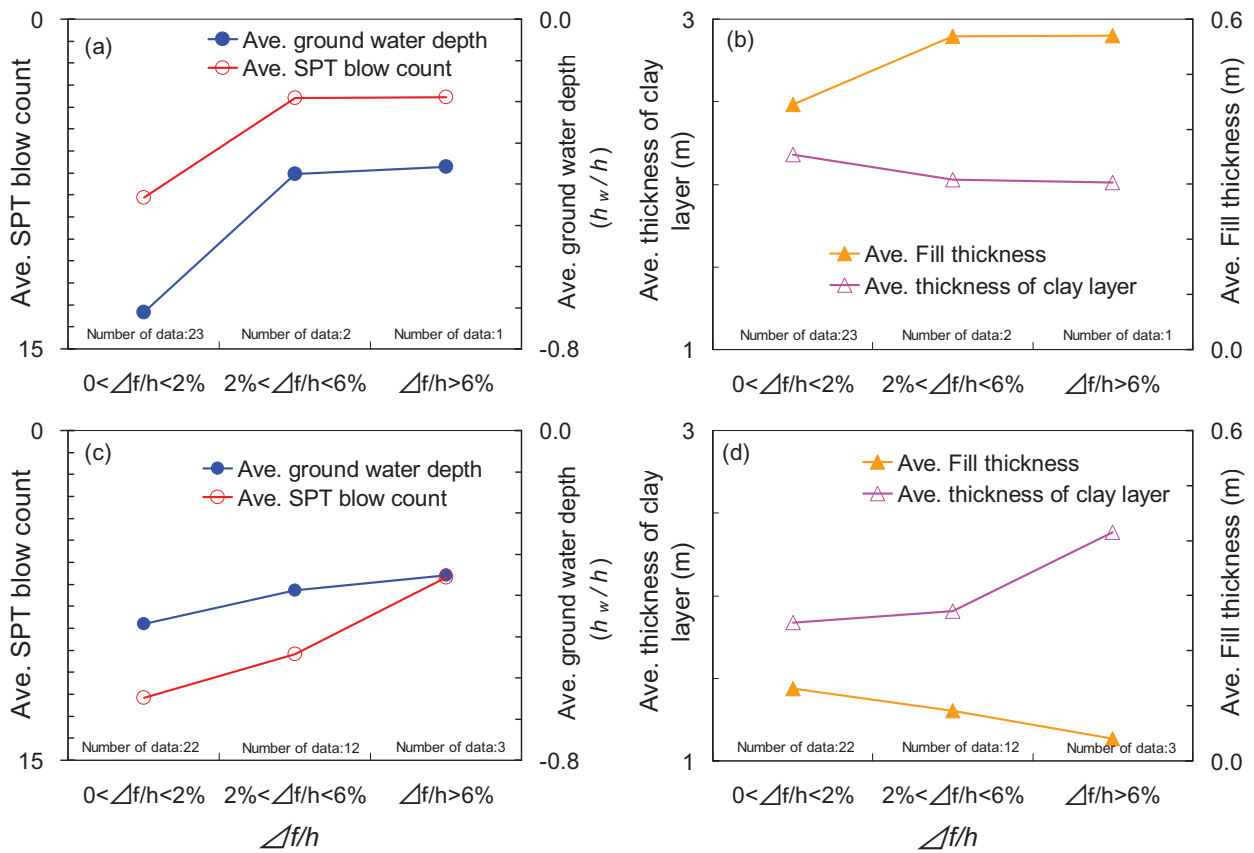 (a)
Ave. ground water depth
Ave. SPT blow count
0
15
Ave. SPT blow count
0.0
-0.8
Ave. ground water depth
(h w / h)
Number of data:23
Number of data:2
Number of data:1
0<⊿f/h<2%
2%<⊿f/h<6%
⊿f/h>6%
(b)
3
1
Ave. thickness of clay
layer (m)
0.6
0.0
Ave. Fill thickness (m)
Ave. Fill thickness
Ave. thickness of clay layer
Number of data:23
Number of data:2
Number of data:1
0<⊿f/h<2%
2%<⊿f/h<6%
⊿f/h>6%
(c)
Ave. ground water depth
Ave. SPT blow count
0
15
Ave. SPT blow count
0.0
-0.8
Ave. ground water depth
(h w / h)
Number of data:22
Number of data:12
Number of data:3
0<⊿f/h<2%
2%<⊿f/h<6%
⊿f/h>6%
⊿f/h
(d)
Ave. Fill thickness
Ave. thickness of clay layer
3
1
Ave. thickness of clay
layer (m)
0.6
0.0
Ave. Fill thickness (m)
Number of data:22
Number of data:12
Number of data:3
0<⊿f/h<2%
2%<⊿f/h<6%
⊿f/h>6%
⊿f/h